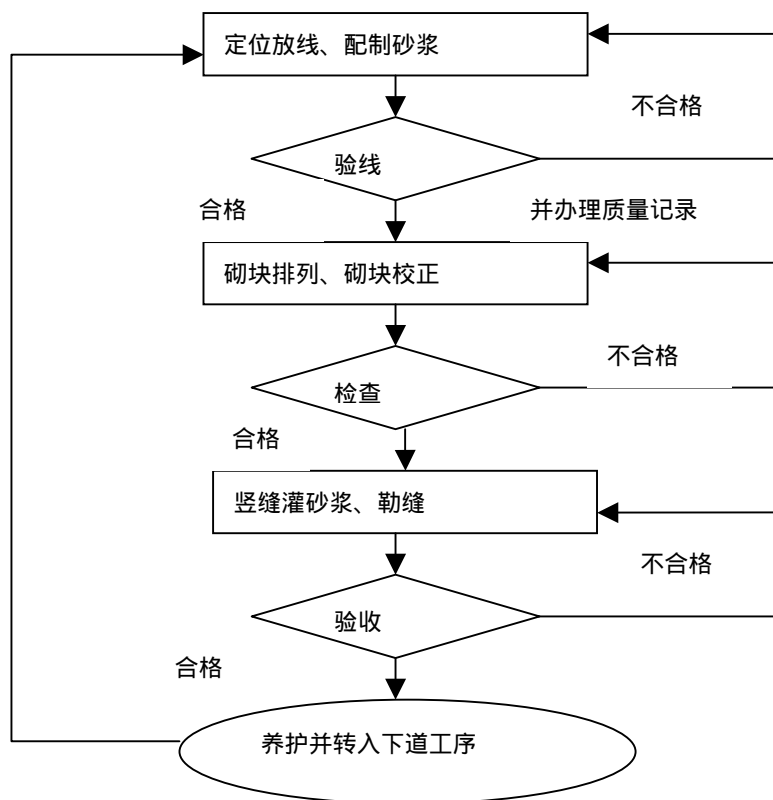 定位放线、配制砂浆
不合格
验线
合格
并办理质量记录
砌块排列、砌块校正
不合格
检查
合格
竖缝灌砂浆、勒缝
不合格
验收
合格
养护并转入下道工序